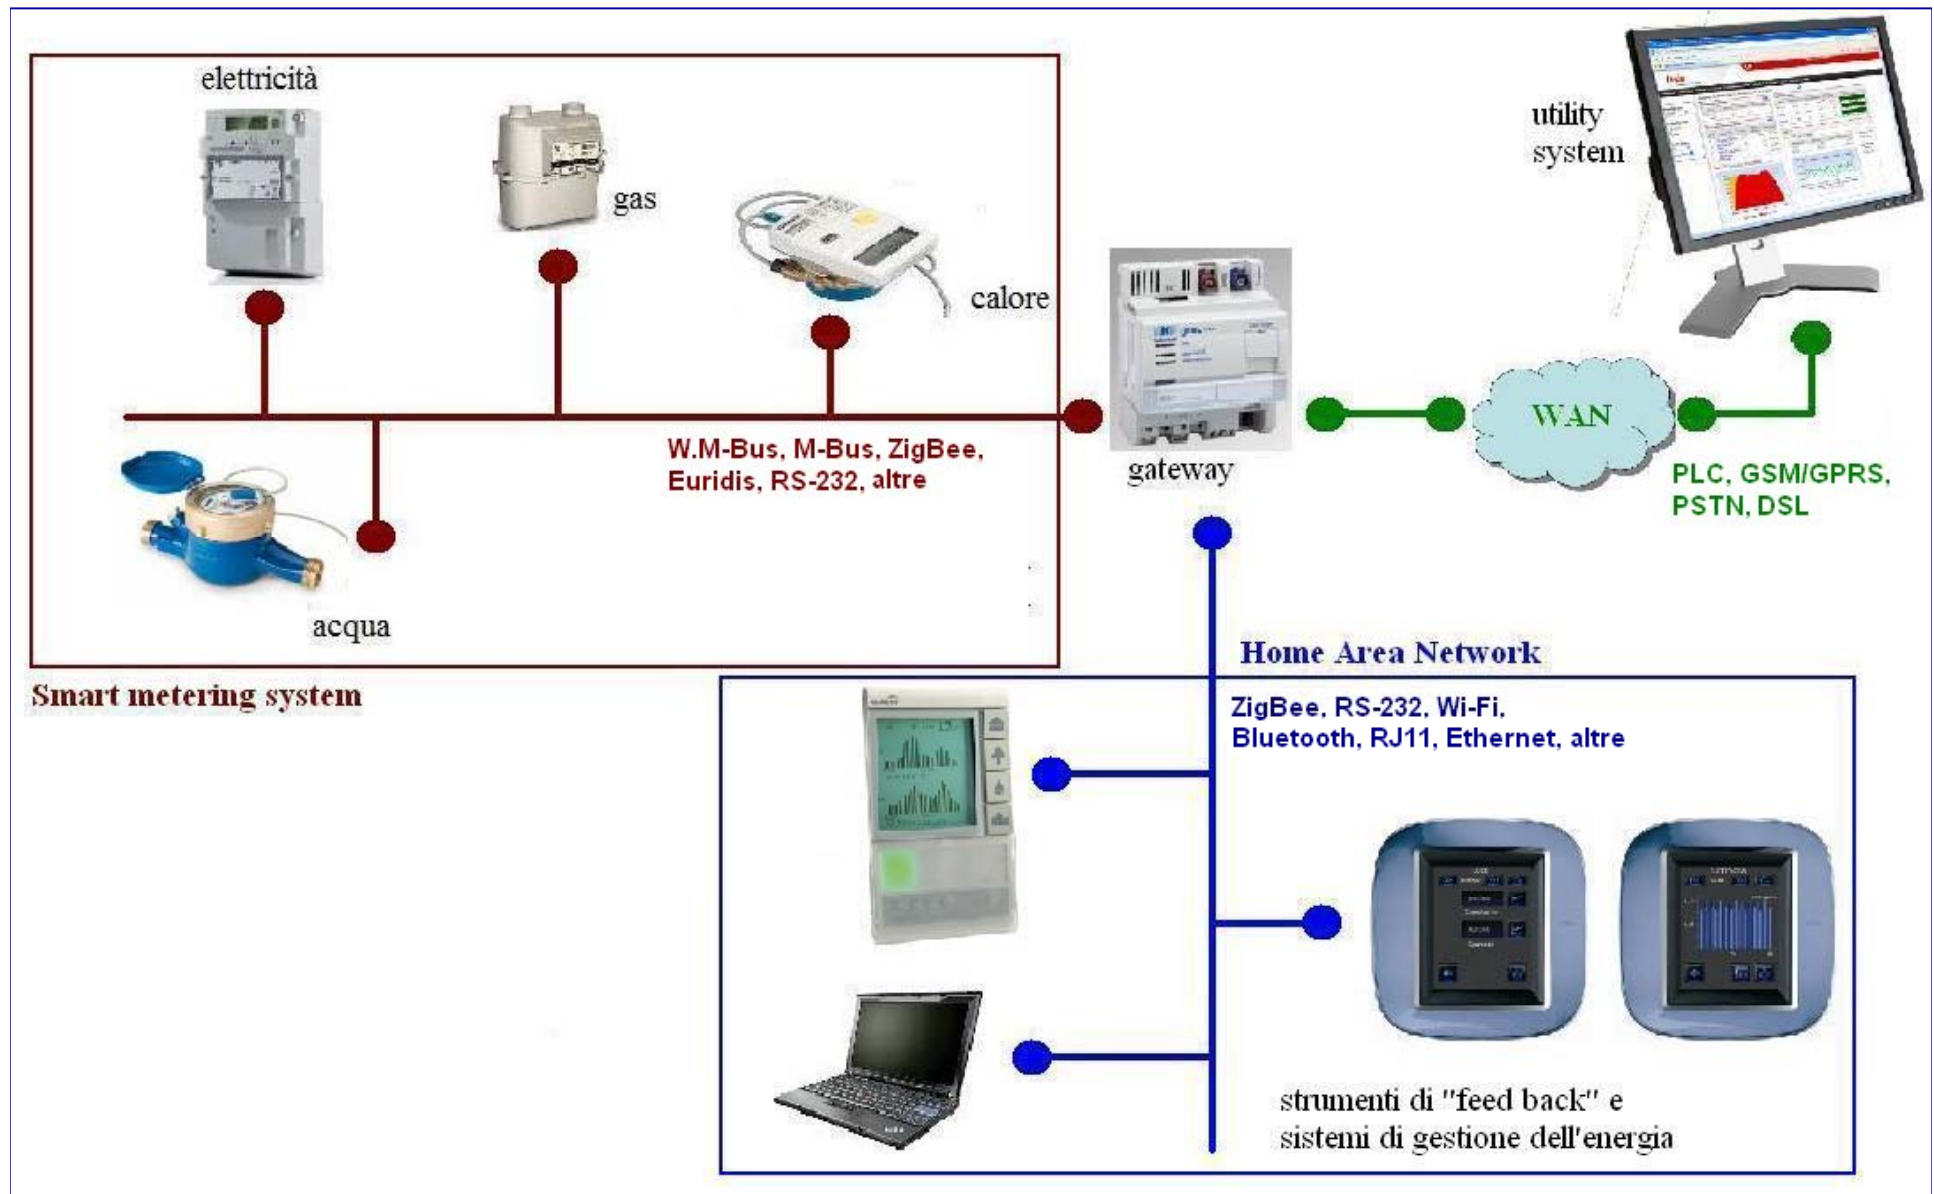 elettricità
gas
calore
utility
system
W.M-Bus, M-Bus, ZigBee,
Euridis, RS-232, altre
gateway
WAN
PLC, GSM/GPRS,
PSTN, DSL
acqua
Smart metering system
Home Area Network
ZigBee, RS-232, Wi-Fi,
Bluetooth, RJ11, Ethernet, altre
strumenti di "feed back" e
sistemi di gestione dell'energia